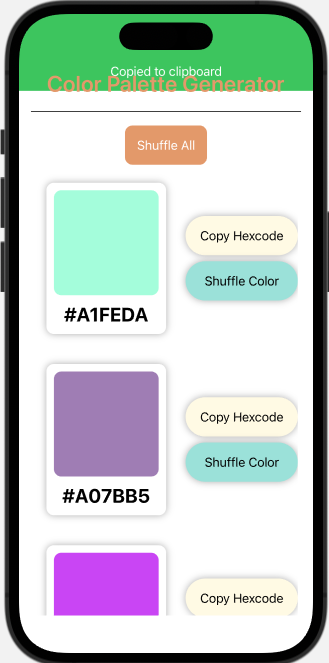 Copied to clipboard
Color Palette Generator
Shuffle All
Copy Hexcode
Shuffle Color
#A1FEDA
Copy Hexcode
Shuffle Color
#A07BB5
Copy Hexcode